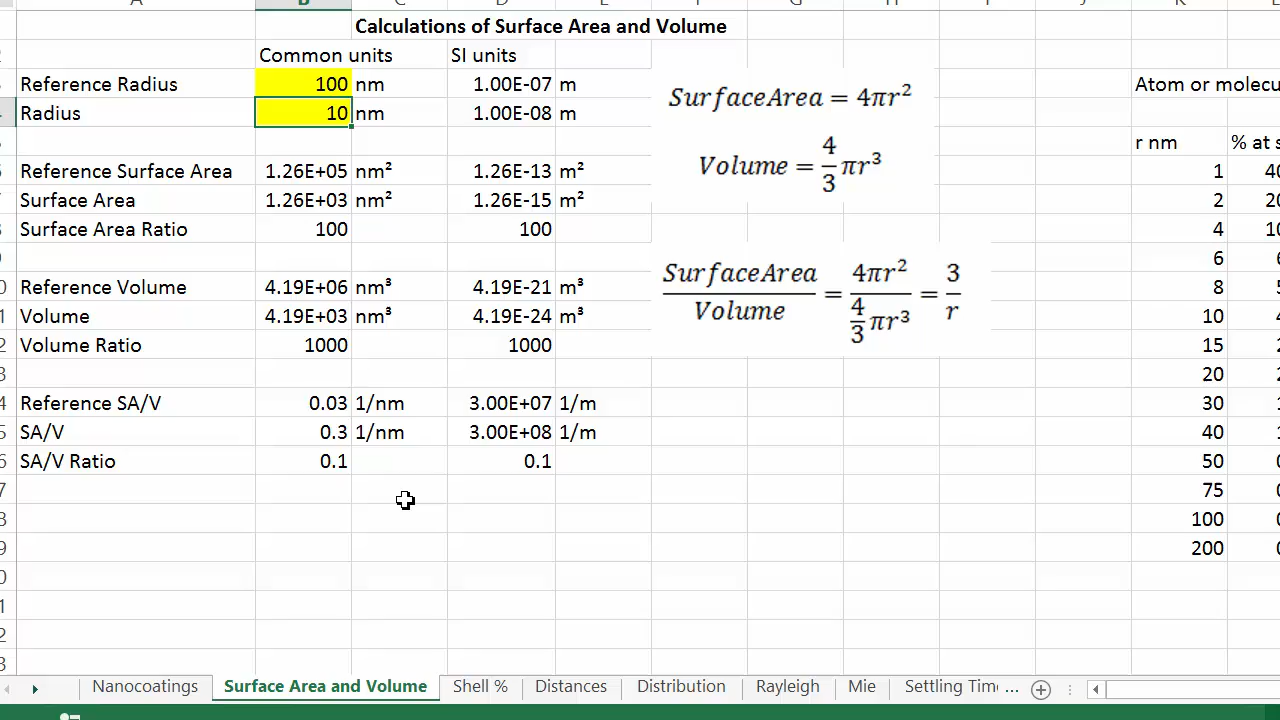 Calculations of Surface Area and Volume
Common units SI units
Reference Radius 100 nm 1.00E-07 m
Radius 10 nm 1.00E-08 m
Reference Surface Area 1.26E+05 nm² 1.26E-13 m²
Surface Area 1.26E+03 nm² 1.26E-15 m²
Surface Area Ratio 100 100
Reference Volume 4.19E+06 nm³ 4.19E-21 m³
Volume 4.19E+03 nm³ 4.19E-24 m³
Volume Ratio 1000 1000
Reference SA/V 0.03 1/nm 3.00E+07 1/m
SA/V 0.3 1/nm 3.00E+08 1/m
SA/V Ratio 0.1 0.1
SurfaceArea = 4πr²
Volume = 4/3 πr³
SurfaceArea/Volume = 4πr²/(4/3 πr³) = 3/r
Atom or
r nm % at
1
2
4
6
8
10
15
20
30
40
50
75
100
200
Nanocoatings Surface Area and Volume Shell % Distances Distribution Rayleigh Mie Settling ...